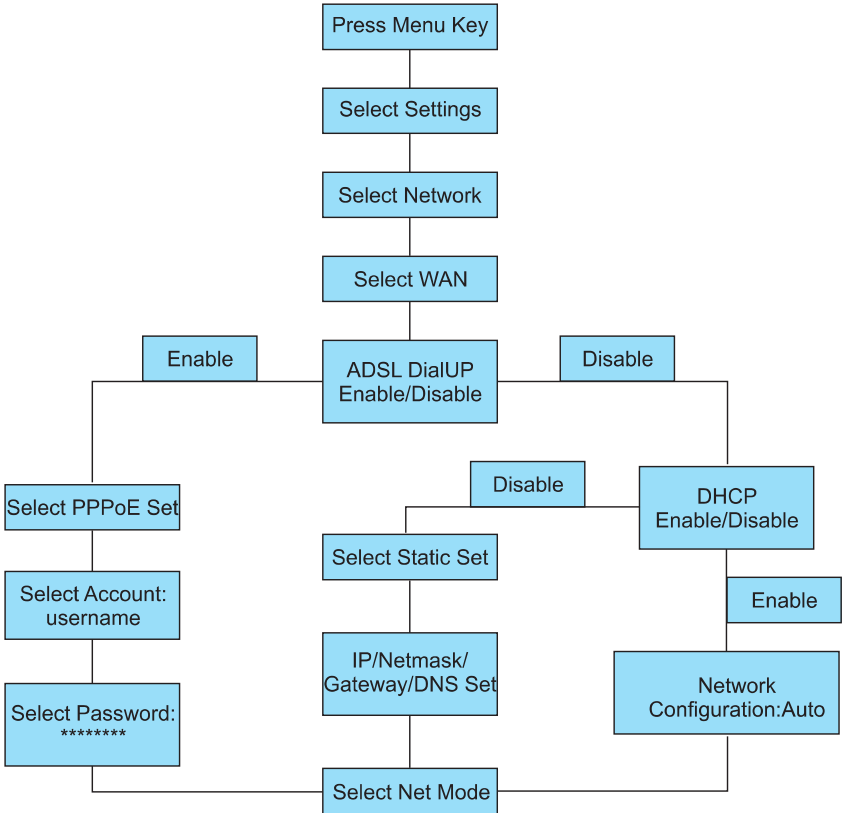 Press Menu Key
Select Settings
Select Network
Select WAN
Enable
ADSL DialUP
Enable/Disable
Disable
Select PPPoE Set
Disable
DHCP
Enable/Disable
Select Static Set
Select Account:
username
Enable
IP/Netmask/
Gateway/DNS Set
Network
Configuration:Auto
Select Password:
********
Select Net Mode